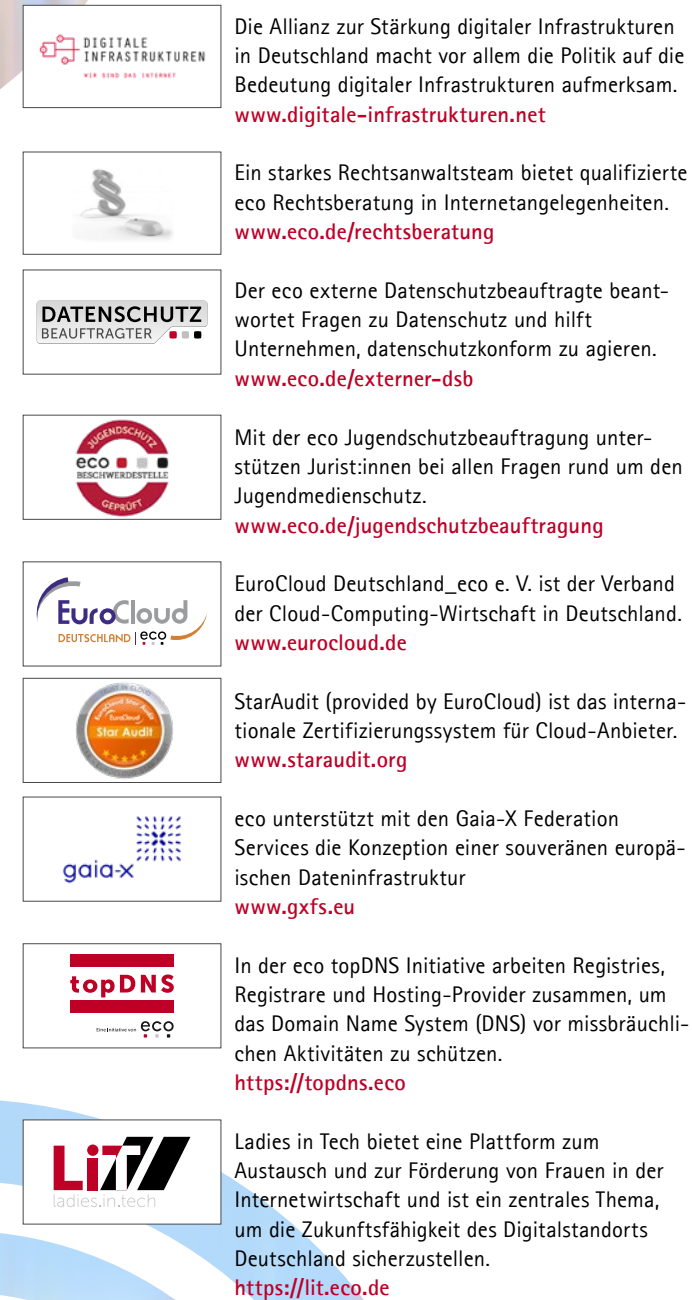 DIGITALE
INFRASTRUKTUREN
WIR SIND DAS INTERNET
Die Allianz zur Stärkung digitaler Infrastrukturen
in Deutschland macht vor allem die Politik auf die
Bedeutung digitaler Infrastrukturen aufmerksam.
www.digitale-infrastrukturen.net
§
Ein starkes Rechtsanwaltsteam bietet qualifizierte
eco Rechtsberatung in Internetangelegenheiten.
www.eco.de/rechtsberatung
DATENSCHUTZ
BEAUFTRAGTER
Der eco externe Datenschutzbeauftragte beant-
wortet Fragen zu Datenschutz und hilft
Unternehmen, datenschutzkonform zu agieren.
www.eco.de/externer-dsb
JUGENDSCHUTZ
eco
BESCHWERDESTELLE
GEPRÜFT
Mit der eco Jugendschutzbeauftragung unter-
stützen Jurist:innen bei allen Fragen rund um den
Jugendmedienschutz.
www.eco.de/jugendschutzbeauftragung
EuroCloud
DEUTSCHLAND | eco
EuroCloud Deutschland_eco e. V. ist der Verband
der Cloud-Computing-Wirtschaft in Deutschland.
www.eurocloud.de
TRUST IN CLOUD
EuroCloud Star Audit
EuroCloud
Star Audit
StarAudit (provided by EuroCloud) ist das interna-
tionale Zertifizierungssystem für Cloud-Anbieter.
www.staraudit.org
gaia-x
eco unterstützt mit den Gaia-X Federation
Services die Konzeption einer souveränen europä-
ischen Dateninfrastruktur
www.gxfs.eu
topDNS
Eine Initiative von eco
In der eco topDNS Initiative arbeiten Registries,
Registrare und Hosting-Provider zusammen, um
das Domain Name System (DNS) vor missbräuchli-
chen Aktivitäten zu schützen.
https://topdns.eco
LiT
ladies.in.tech
Ladies in Tech bietet eine Plattform zum
Austausch und zur Förderung von Frauen in der
Internetwirtschaft und ist ein zentrales Thema,
um die Zukunftsfähigkeit des Digitalstandorts
Deutschland sicherzustellen.
https://lit.eco.de